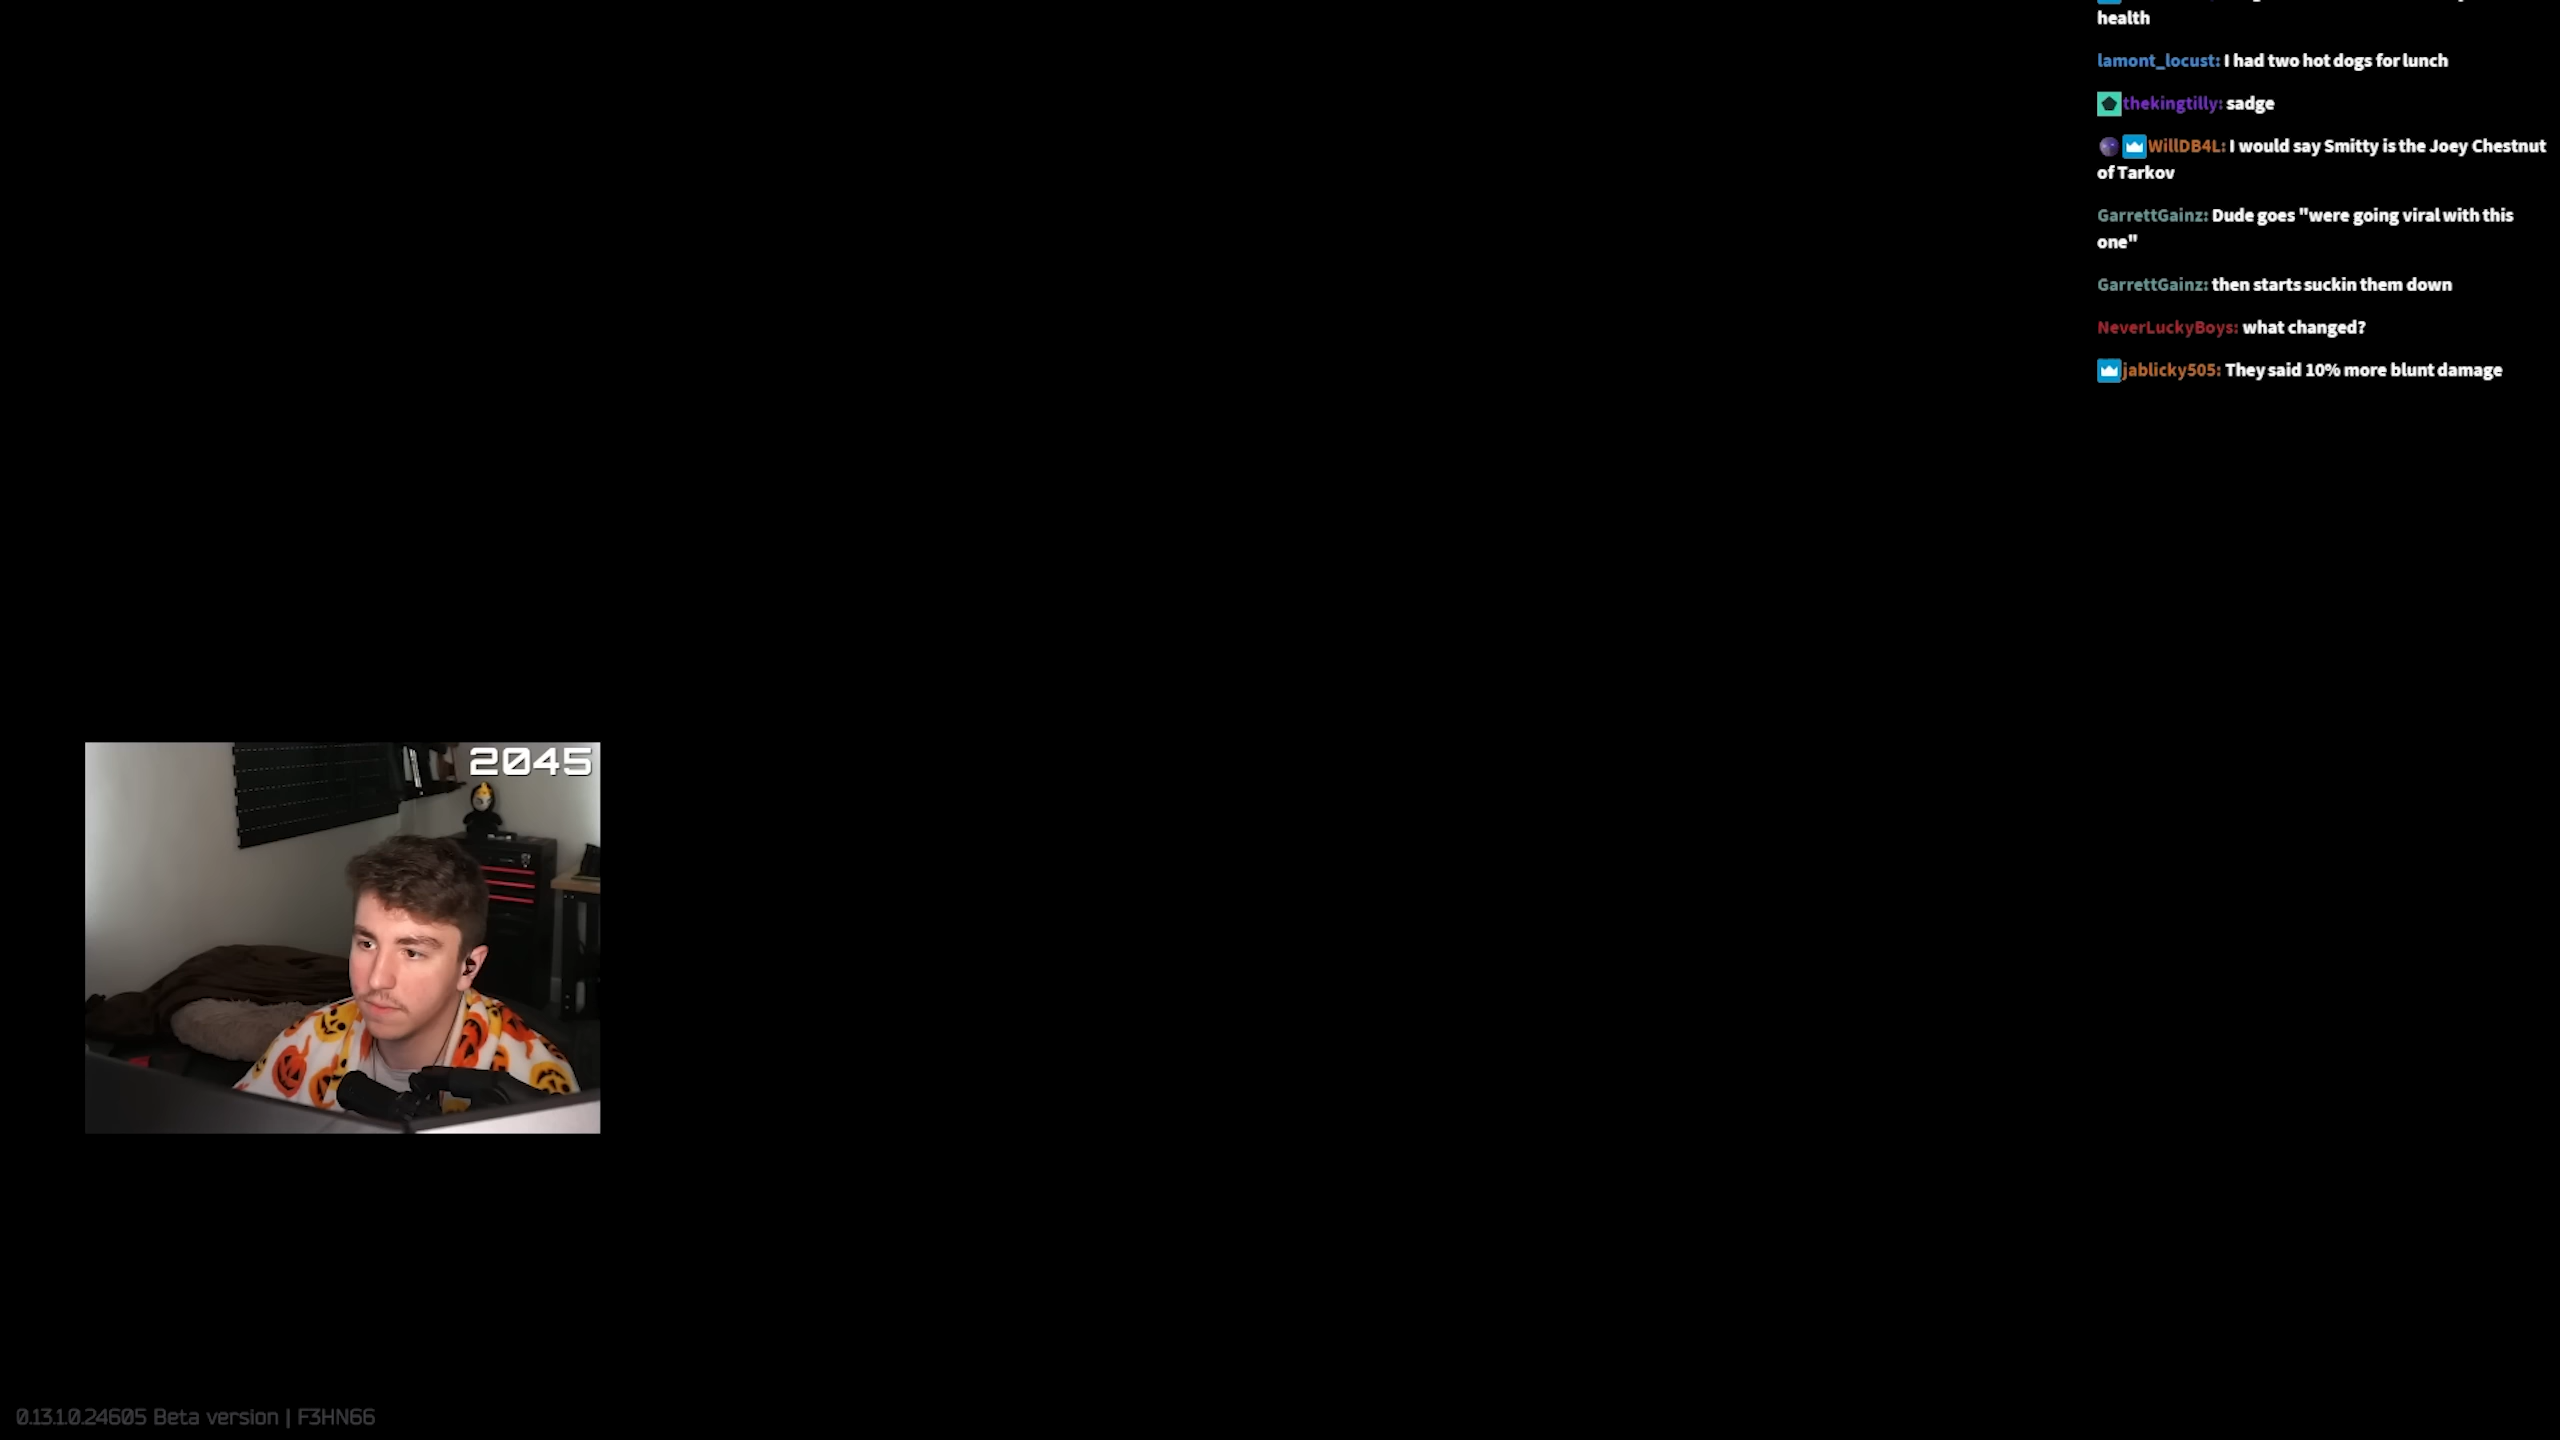 health
lamont_locust: I had two hot dogs for lunch
thekingtilly: sadge
WillDB4L: I would say Smitty is the Joey Chestnut
of Tarkov
GarrettGainz: Dude goes "were going viral with this
one"
GarrettGainz: then starts suckin them down
NeverLuckyBoys: what changed?
jablicky505: They said 10% more blunt damage
2045
0.13.1.0.24605 Beta version | F3HN66